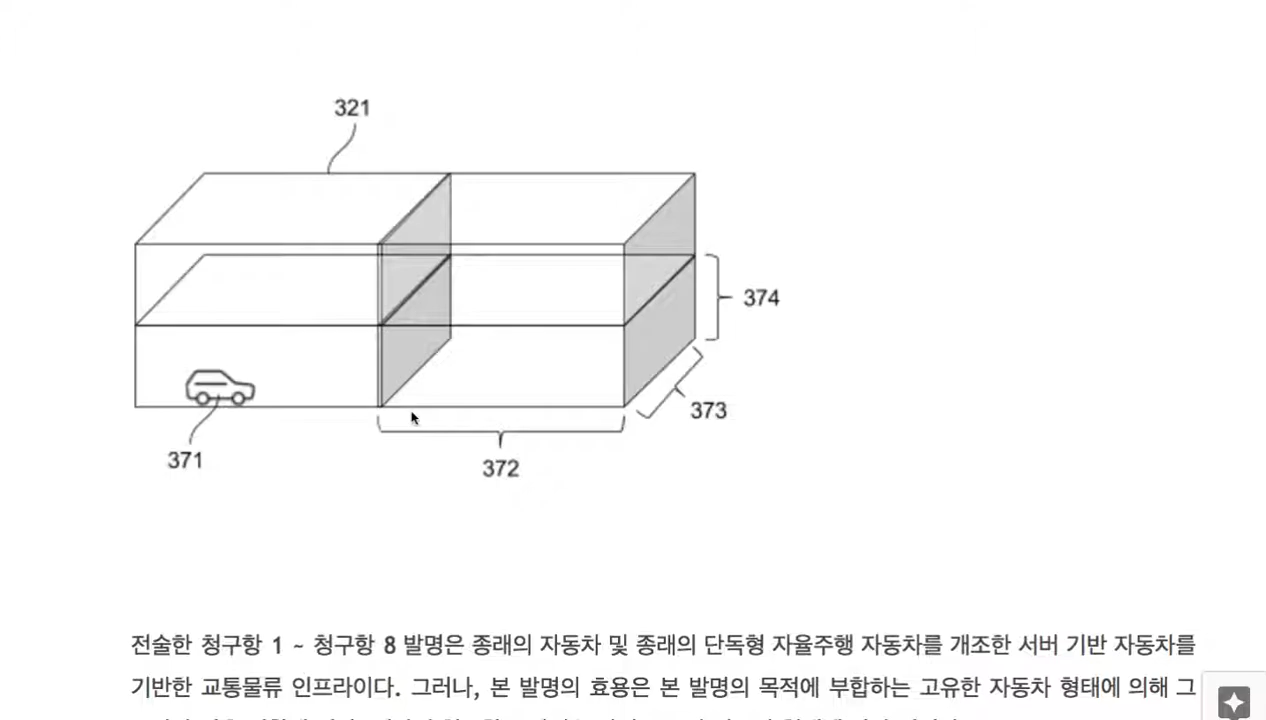 321
374
373
371
372
전술한 청구항 1 ~ 청구항 8 발명은 종래의 자동차 및 종래의 단독형 자율주행 자동차를 개조한 서버 기반 자동차를
기반한 교통물류 인프라이다. 그러나, 본 발명의 효용은 본 발명의 목적에 부합하는 고유한 자동차 형태에 의해 그